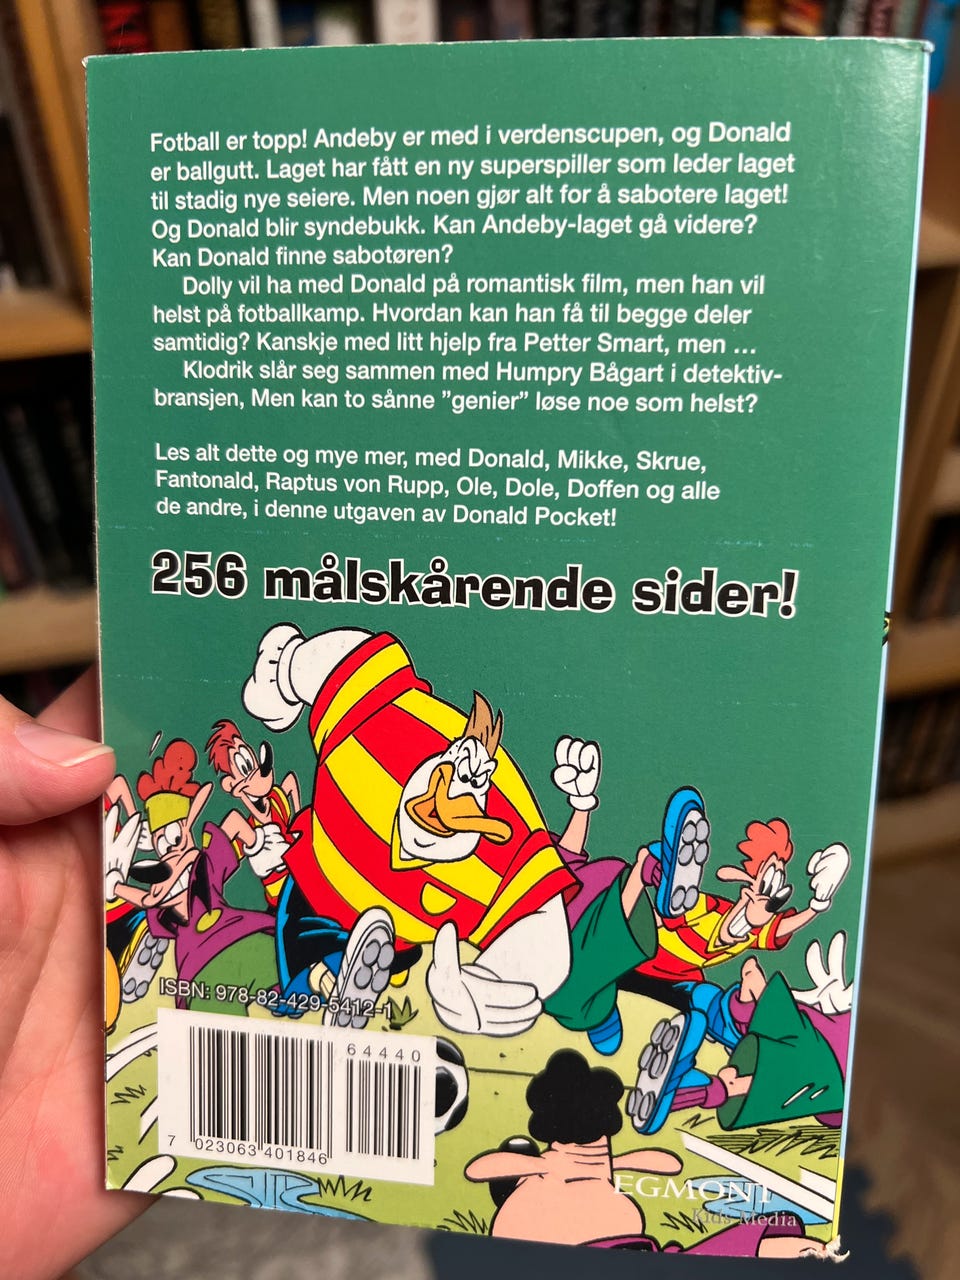 Fotball er topp! Andeby er med i verdenscupen, og Donald
er ballgutt. Laget har fått en ny superspiller som leder laget
til stadig nye seiere. Men noen gjør alt for å sabotere laget!
Og Donald blir syndebukk. Kan Andeby-laget gå videre?
Kan Donald finne sabotøren?
Dolly vil ha med Donald på romantisk film, men han vil
helst på fotballkamp. Hvordan kan han få til begge deler
samtidig? Kanskje med litt hjelp fra Petter Smart, men ...
Klodrik slår seg sammen med Humpry Bågart i detektiv-
bransjen, Men kan to sånne ”genier” løse noe som helst?
Les alt dette og mye mer, med Donald, Mikke, Skrue,
Fantonald, Raptus von Rupp, Ole, Dole, Doffen og alle
de andre, i denne utgaven av Donald Pocket!
256 målskårende sider!
ISBN: 978-82-429-5412-1
64440
7 023063 401846
EGMONT
Kids Media